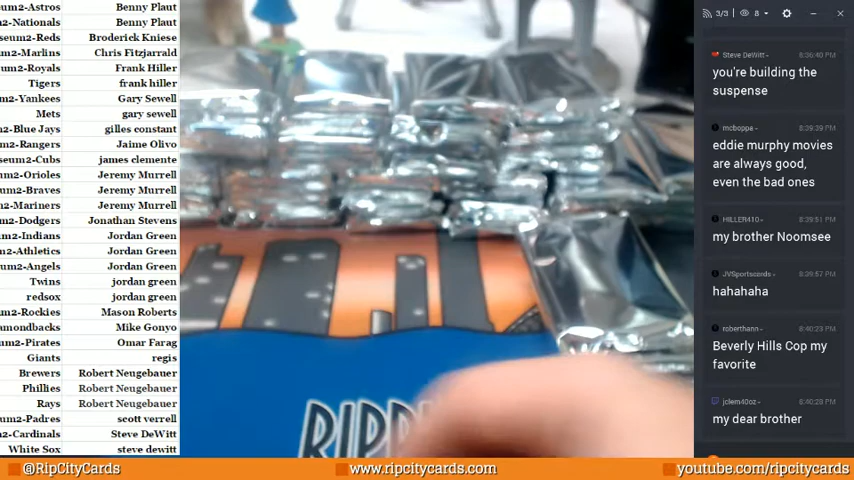 um2-Astros Benny Plaut
m2-Nationals Benny Plaut
seum2-Reds Broderick Kniese
um2-Marlins Chris Fitzjarrald
um2-Royals Frank Hiller
Tigers frank hiller
m2-Yankees Gary Sewell
Mets gary sewell
2-Blue Jays gilles constant
m2-Rangers Jaime Olivo
seum2-Cubs james clemente
m2-Orioles Jeremy Murrell
um2-Braves Jeremy Murrell
m2-Mariners Jeremy Murrell
m2-Dodgers Jonathan Stevens
um2-Indians Jordan Green
m2-Athletics Jordan Green
um2-Angels Jordan Green
Twins jordan green
redsox jordan green
um2-Rockies Mason Roberts
amondbacks Mike Gonyo
um2-Pirates Omar Farag
Giants regis
Brewers Robert Neugebauer
Phillies Robert Neugebauer
Rays Robert Neugebauer
um2-Padres scott verrell
m2-Cardinals Steve DeWitt
White Sox steve dewitt
3/3 8
Steve DeWitt 8:36:40 PM
you're building the
suspense
mcboppa 8:39:39 PM
eddie murphy movies
are always good,
even the bad ones
HILLER410 8:39:51 PM
my brother Noomsee
JVSportscards 8:39:57 PM
hahahaha
roberthann 8:40:23 PM
Beverly Hills Cop my
favorite
jclem40oz 8:40:28 PM
my dear brother
@RipCityCards www.ripcitycards.com youtube.com/ripcitycards